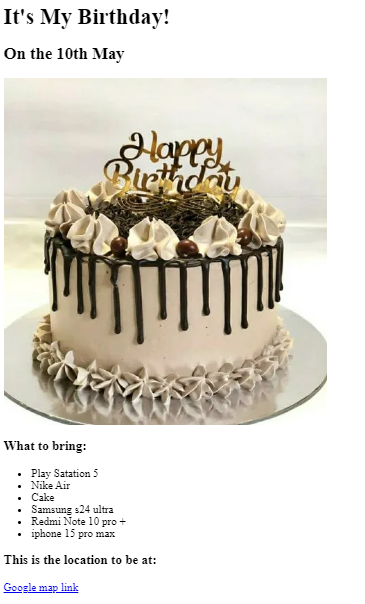 It's My Birthday!
On the 10th May
Happy
Birthday
What to bring:
Play Satation 5
Nike Air
Cake
Samsung s24 ultra
Redmi Note 10 pro +
iphone 15 pro max
This is the location to be at:
Google map link